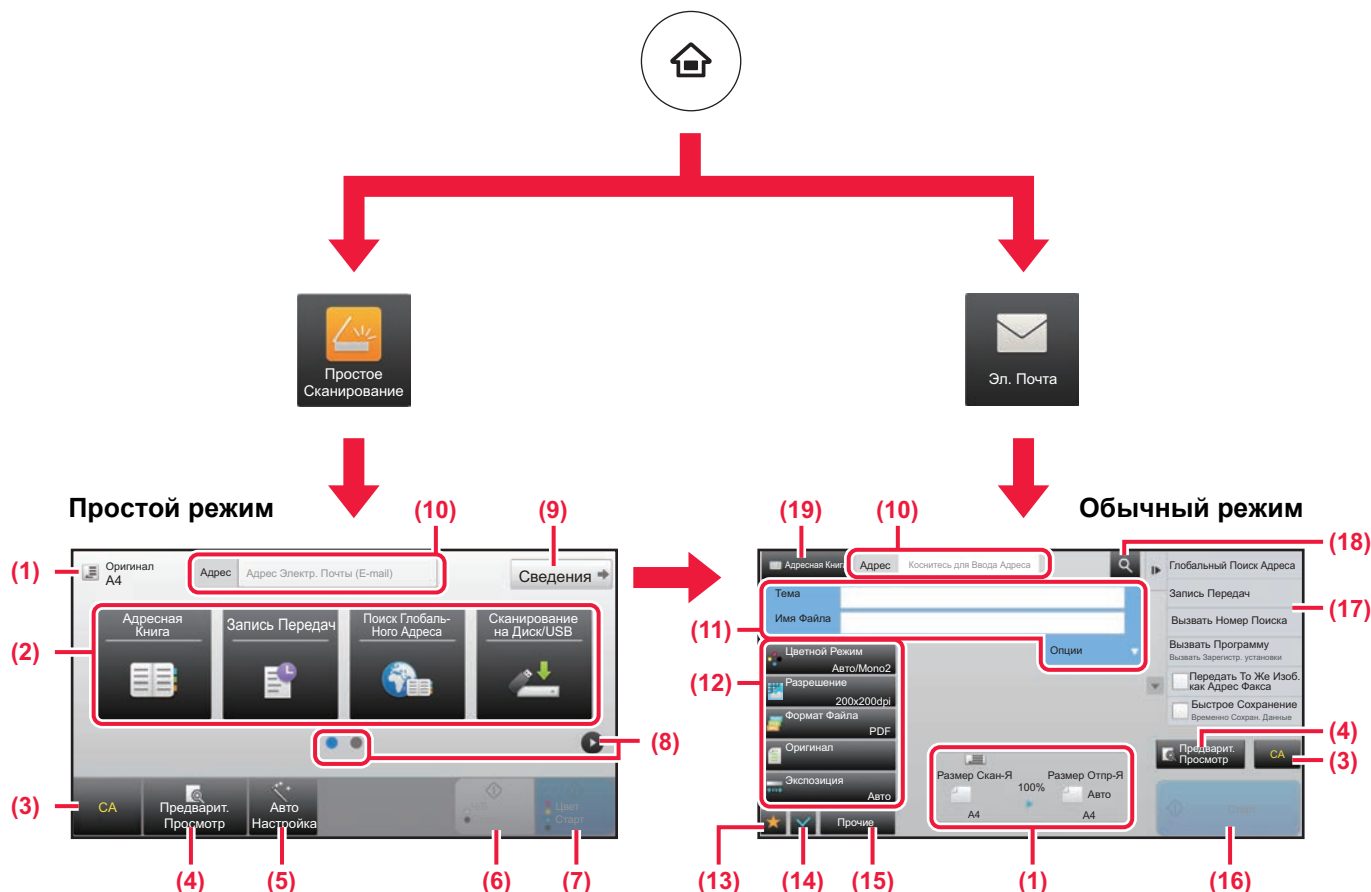 Простое
Сканирование
Эл. Почта
Простой режим
(10)
(9)
(1)
Оригинал
A4
Адрес
Адрес Электр. Почты (E-mail)
Сведения
(2)
Адресная
Книга
Запись Передач
Поиск Глобаль-
Ного Адреса
Сканирование
на Диск/USB
(8)
(3)
CA
Предварит.
Просмотр
Авто
Настройка
Цвет
Старт
(4)
(5)
(6)
(7)
Обычный режим
(19)
(10)
(18)
Адресная Книга
Адрес
Коснитесь для Ввода Адреса
Глобальный Поиск Адреса
Тема
Имя Файла
Опции
(11)
Запись Передач
(17)
Вызвать Номер Поиска
Вызвать Программу
Вызвать Зарегистр. установки
Передать То Же Изоб.
как Адрес Факса
Быстрое Сохранение
Временно Сохран. Данные
(12)
Цветной Режим
Авто/Mono2
Разрешение
200x200dpi
Формат Файла
PDF
Оригинал
Экспозиция
Авто
Размер Скан-Я
100%
Размер Отпр-Я
Авто
A4
A4
(4)
Предварит.
Просмотр
CA
(3)
Старт
Прочие
(13)
(14)
(15)
(1)
(16)